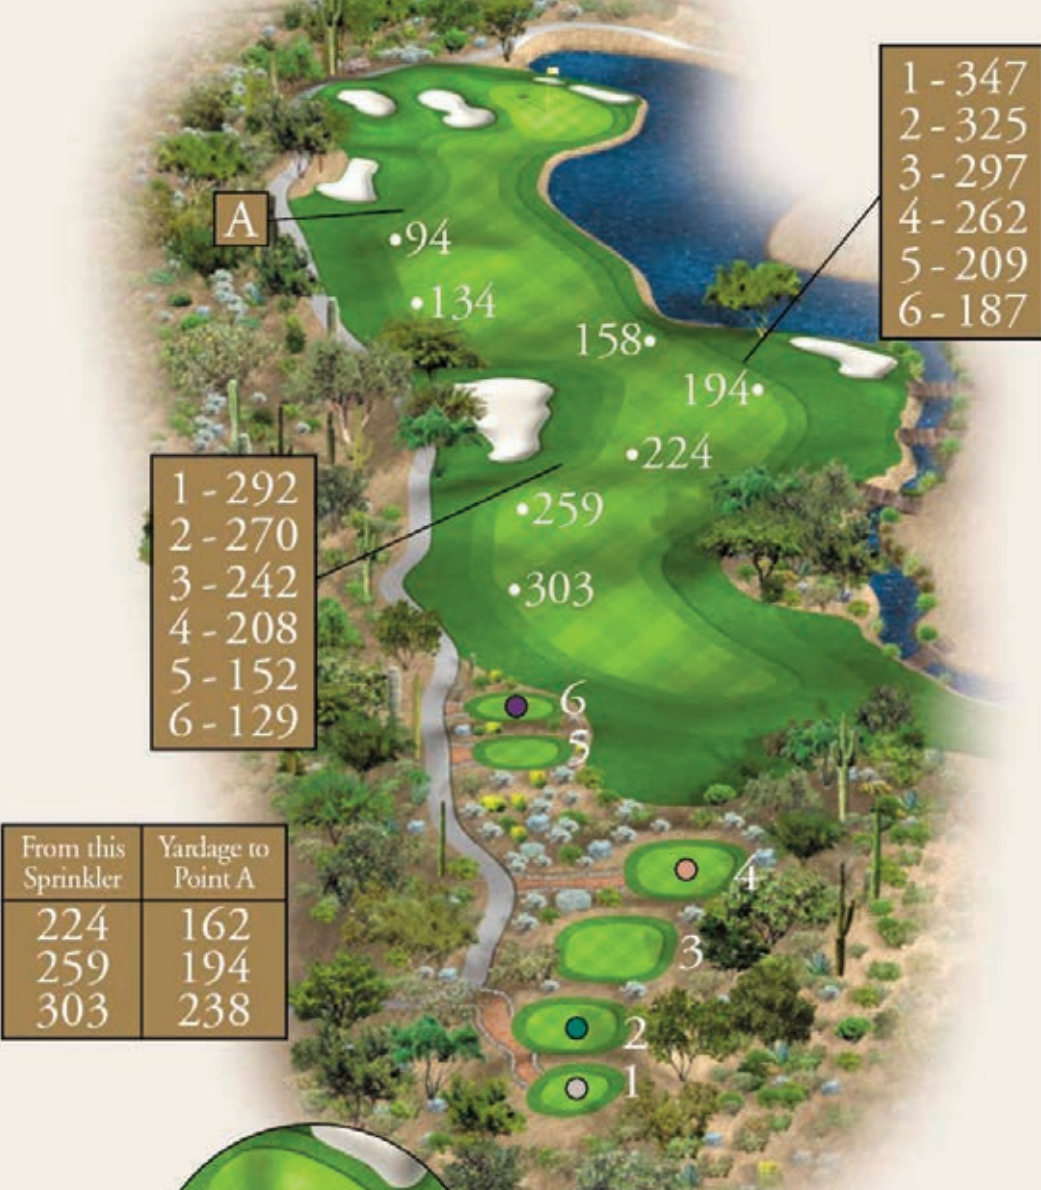 1 - 347
2 - 325
3 - 297
4 - 262
5 - 209
6 - 187
A
94
134
158
194
224
259
303
1 - 292
2 - 270
3 - 242
4 - 208
5 - 152
6 - 129
6
5
4
3
2
1
From this Sprinkler Yardage to Point A
224 162
259 194
303 238